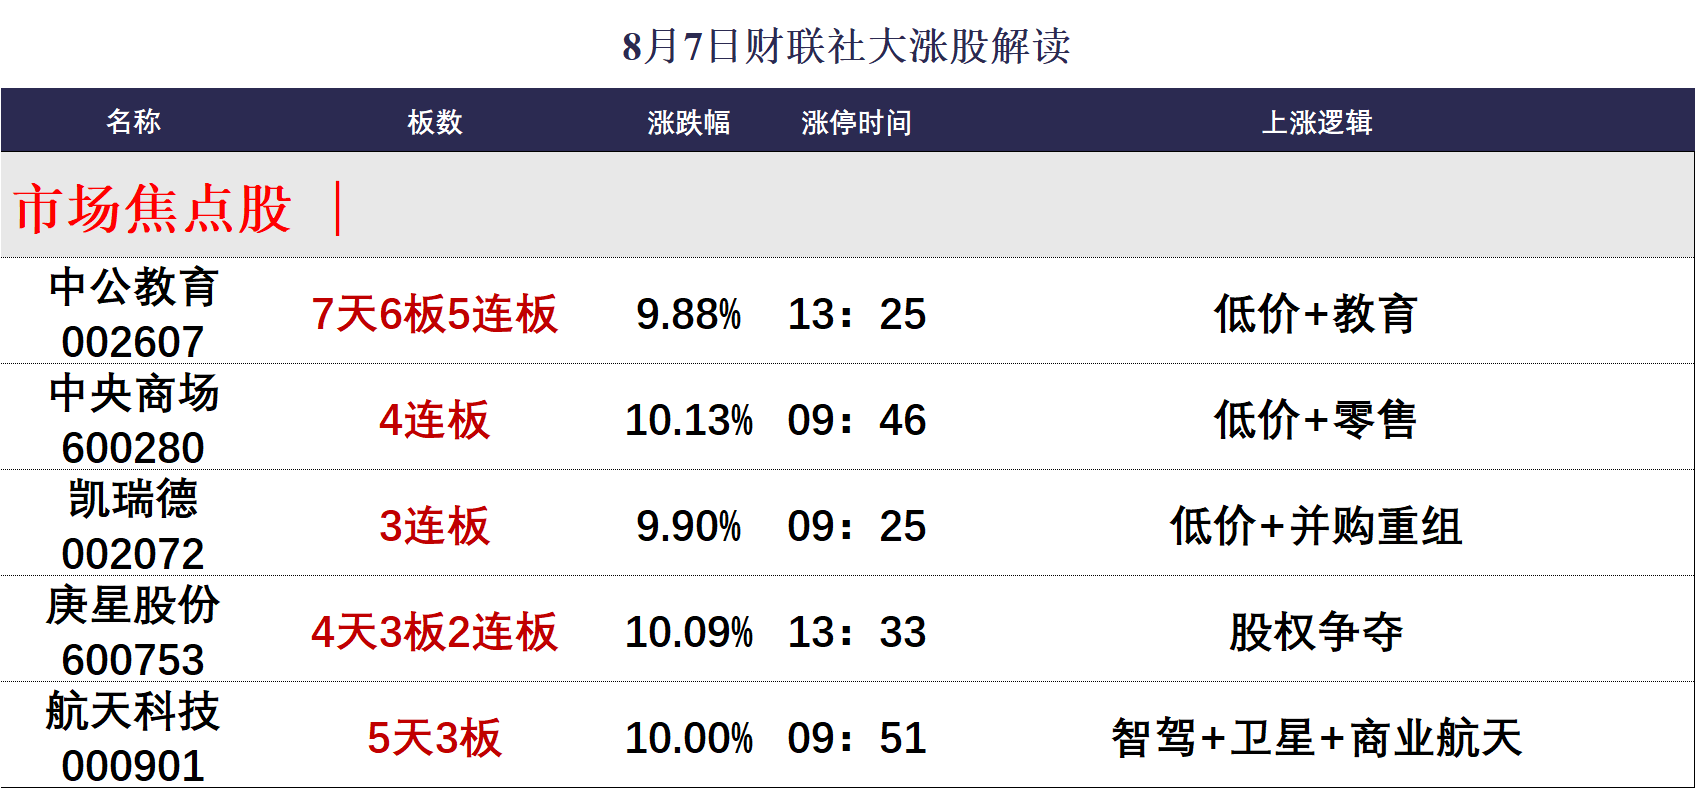 8月7日财联社大涨股解读
名称 板数 涨跌幅 涨停时间 上涨逻辑
市场焦点股 ｜
中公教育
002607 7天6板5连板 9.88% 13：25 低价+教育
中央商场
600280 4连板 10.13% 09：46 低价+零售
凯瑞德
002072 3连板 9.90% 09：25 低价+并购重组
庚星股份
600753 4天3板2连板 10.09% 13：33 股权争夺
航天科技
000901 5天3板 10.00% 09：51 智驾+卫星+商业航天